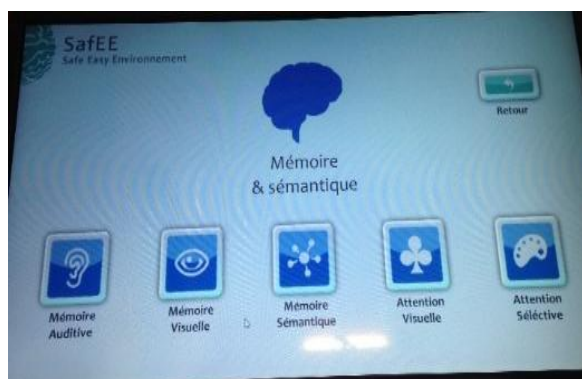 SafEE
Safe Easy Environnement
Retour
Mémoire
& sémantique
Mémoire
Auditive
Mémoire
Visuelle
Mémoire
Sémantique
Attention
Visuelle
Attention
Séléctive